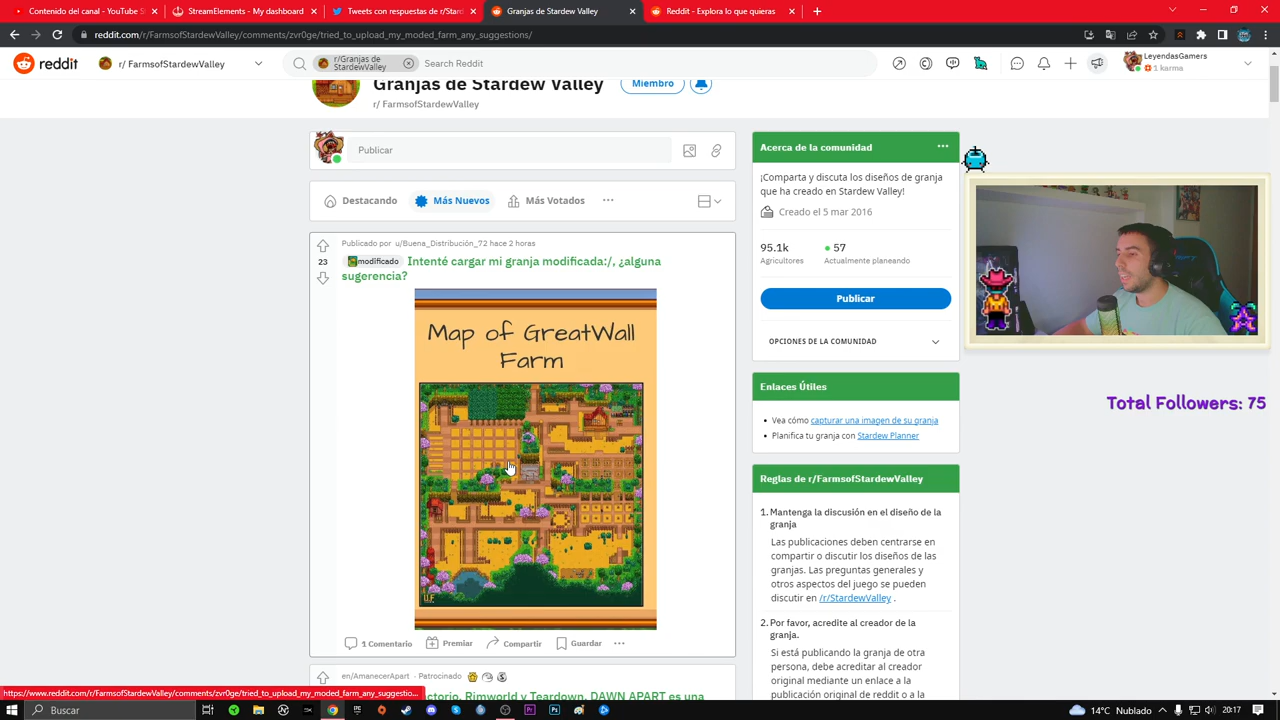 Contenido del canal - YouTube S
StreamElements - My dashboard
Tweets con respuestas de r/Stard
Granjas de Stardew Valley
Reddit - Explora lo que quieras
reddit.com/r/FarmsofStardewValley/comments/zvr0ge/tried_to_upload_my_moded_farm_any_suggestions/
reddit
r/ FarmsofStardewValley
r/Granjas de
StardewValley
Search Reddit
LeyendasGamers
1 karma
Granjas de Stardew Valley
Miembro
r/ FarmsofStardewValley
Publicar
Destacando
Más Nuevos
Más Votados
Publicado por u/Buena_Distribución_72 hace 2 horas
23
modificado Intenté cargar mi granja modificada:/, ¿alguna
sugerencia?
Map of GreatWall
Farm
1 Comentario
Premiar
Compartir
Guardar
en/AmanecerApart - Patrocinado
ctorio, Rimworld y Teardown, DAWN APART es una
Acerca de la comunidad
¡Comparta y discuta los diseños de granja
que ha creado en Stardew Valley!
Creado el 5 mar 2016
95.1k
57
Agricultores
Actualmente planeando
Publicar
OPCIONES DE LA COMUNIDAD
Enlaces Útiles
Vea cómo capturar una imagen de su granja
Planifica tu granja con Stardew Planner
Reglas de r/FarmsofStardewValley
1. Mantenga la discusión en el diseño de la
granja
Las publicaciones deben centrarse en
compartir o discutir los diseños de las
granjas. Las preguntas generales y
otros aspectos del juego se pueden
discutir en /r/StardewValley .
2. Por favor, acredite al creador de la
granja.
Si está publicando la granja de otra
persona, debe acreditar al creador
original mediante un enlace a la
publicación original de reddit o a la
Total Followers: 75
https://www.reddit.com/r/FarmsofStardewValley/comments/zvr0ge/tried_to_upload_my_moded_farm_any_suggestio...
Buscar
14°C Nublado
20:17